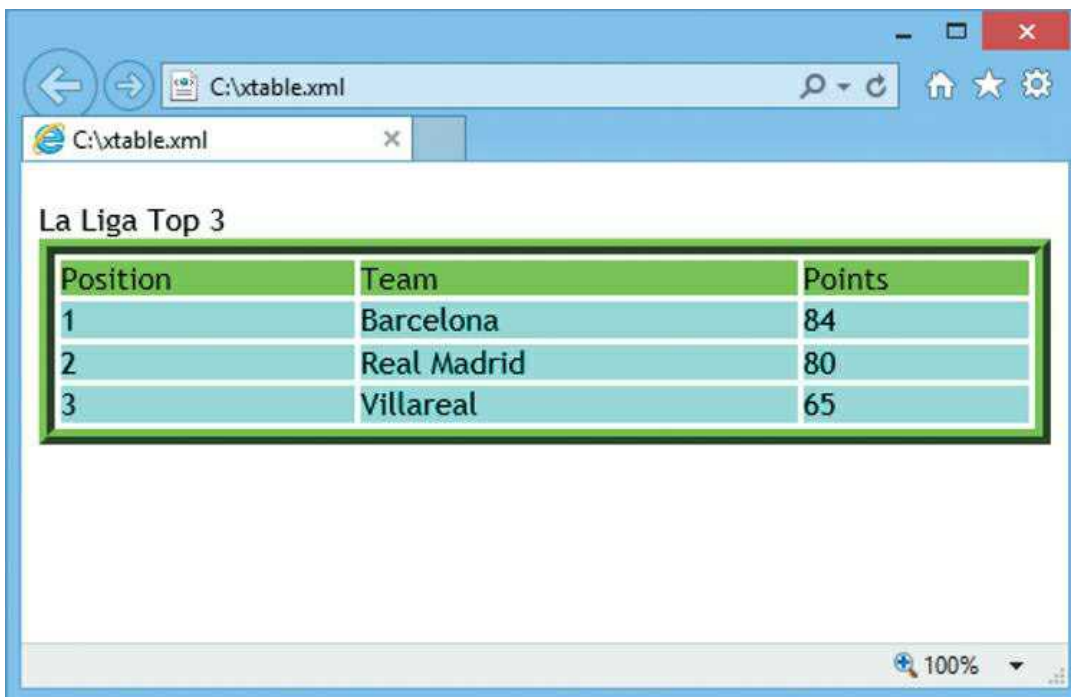 C:\xtable.xml
C:\xtable.xml
La Liga Top 3
Position Team Points
1 Barcelona 84
2 Real Madrid 80
3 Villareal 65
100%